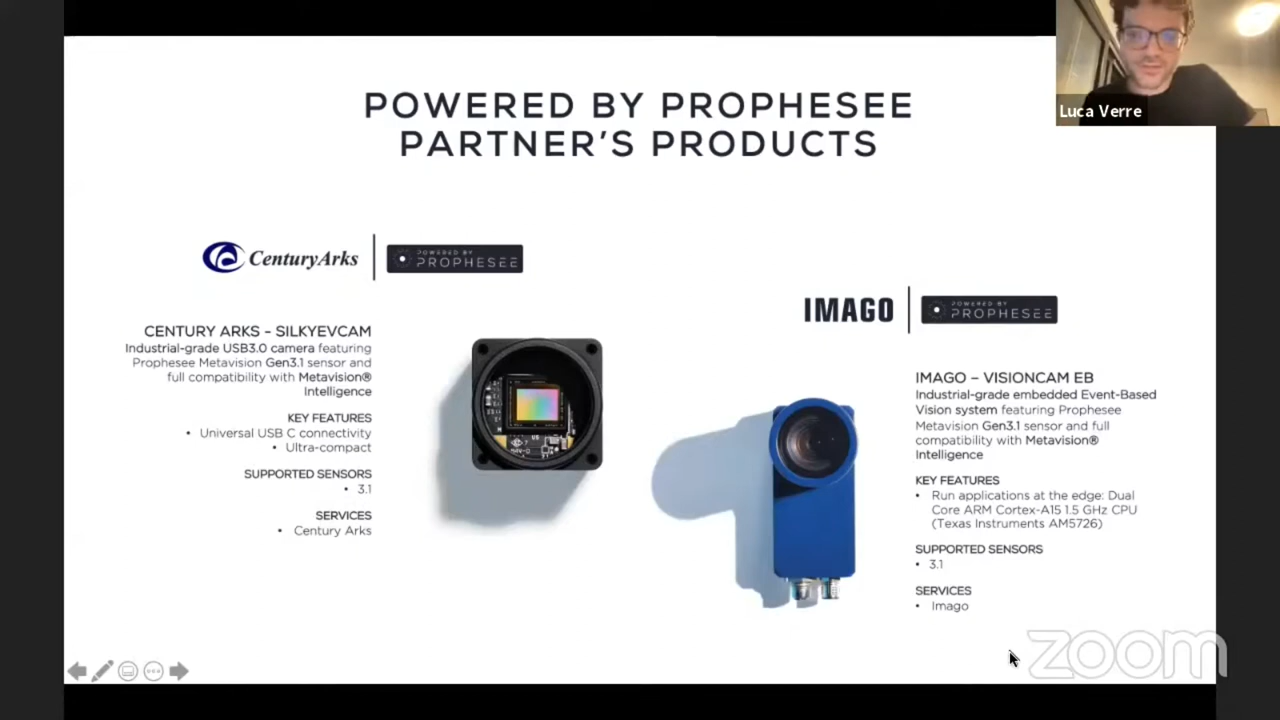 POWERED BY PROPHESEE
PARTNER'S PRODUCTS
Luca Verre
CenturyArks
POWERED BY
PROPHESEE
CENTURY ARKS – SILKYEVCAM
Industrial-grade USB3.0 camera featuring
Prophesee Metavision Gen3.1 sensor and
full compatibility with Metavision®
Intelligence
KEY FEATURES
• Universal USB C connectivity
• Ultra-compact
SUPPORTED SENSORS
• 3.1
SERVICES
• Century Arks
IMAGO
POWERED BY
PROPHESEE
IMAGO – VISIONCAM EB
Industrial-grade embedded Event-Based
Vision system featuring Prophesee
Metavision Gen3.1 sensor and full
compatibility with Metavision®
Intelligence
KEY FEATURES
• Run applications at the edge: Dual
Core ARM Cortex-A15 1.5 GHz CPU
(Texas Instruments AM5726)
SUPPORTED SENSORS
• 3.1
SERVICES
• Imago
zoom